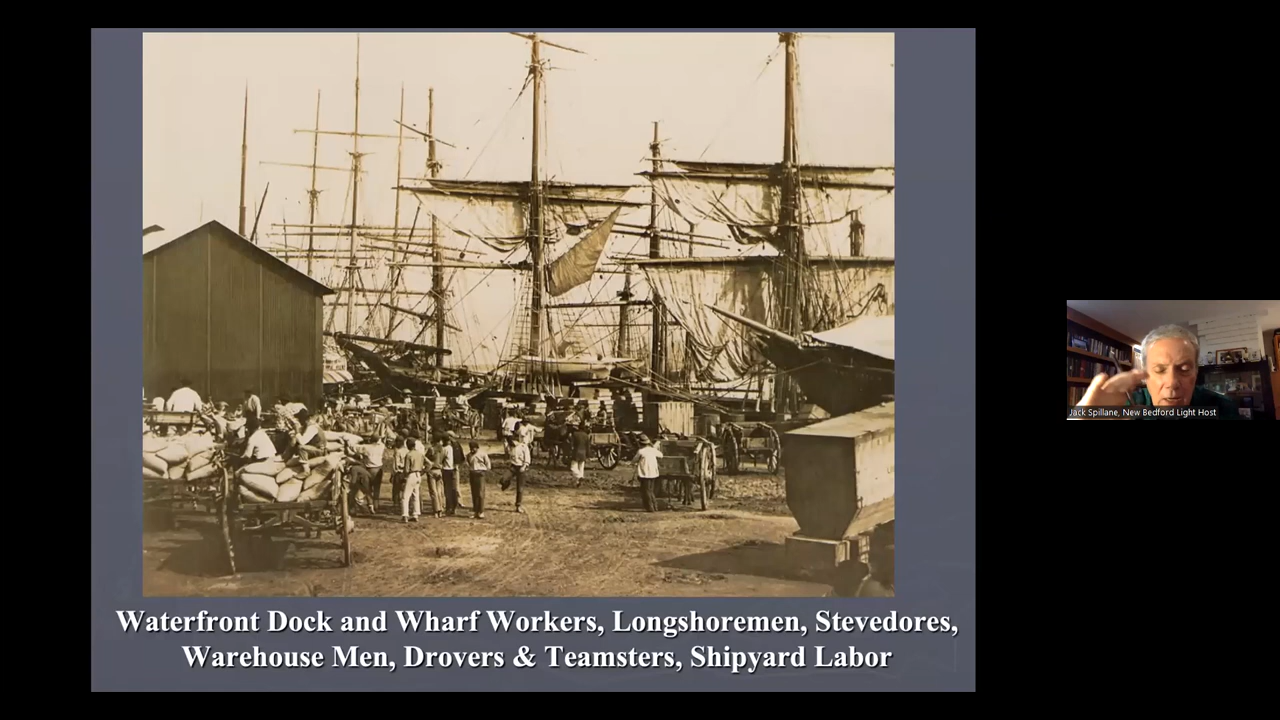 Waterfront Dock and Wharf Workers, Longshoremen, Stevedores,
Warehouse Men, Drovers & Teamsters, Shipyard Labor
Jack Spillane, New Bedford Light Host